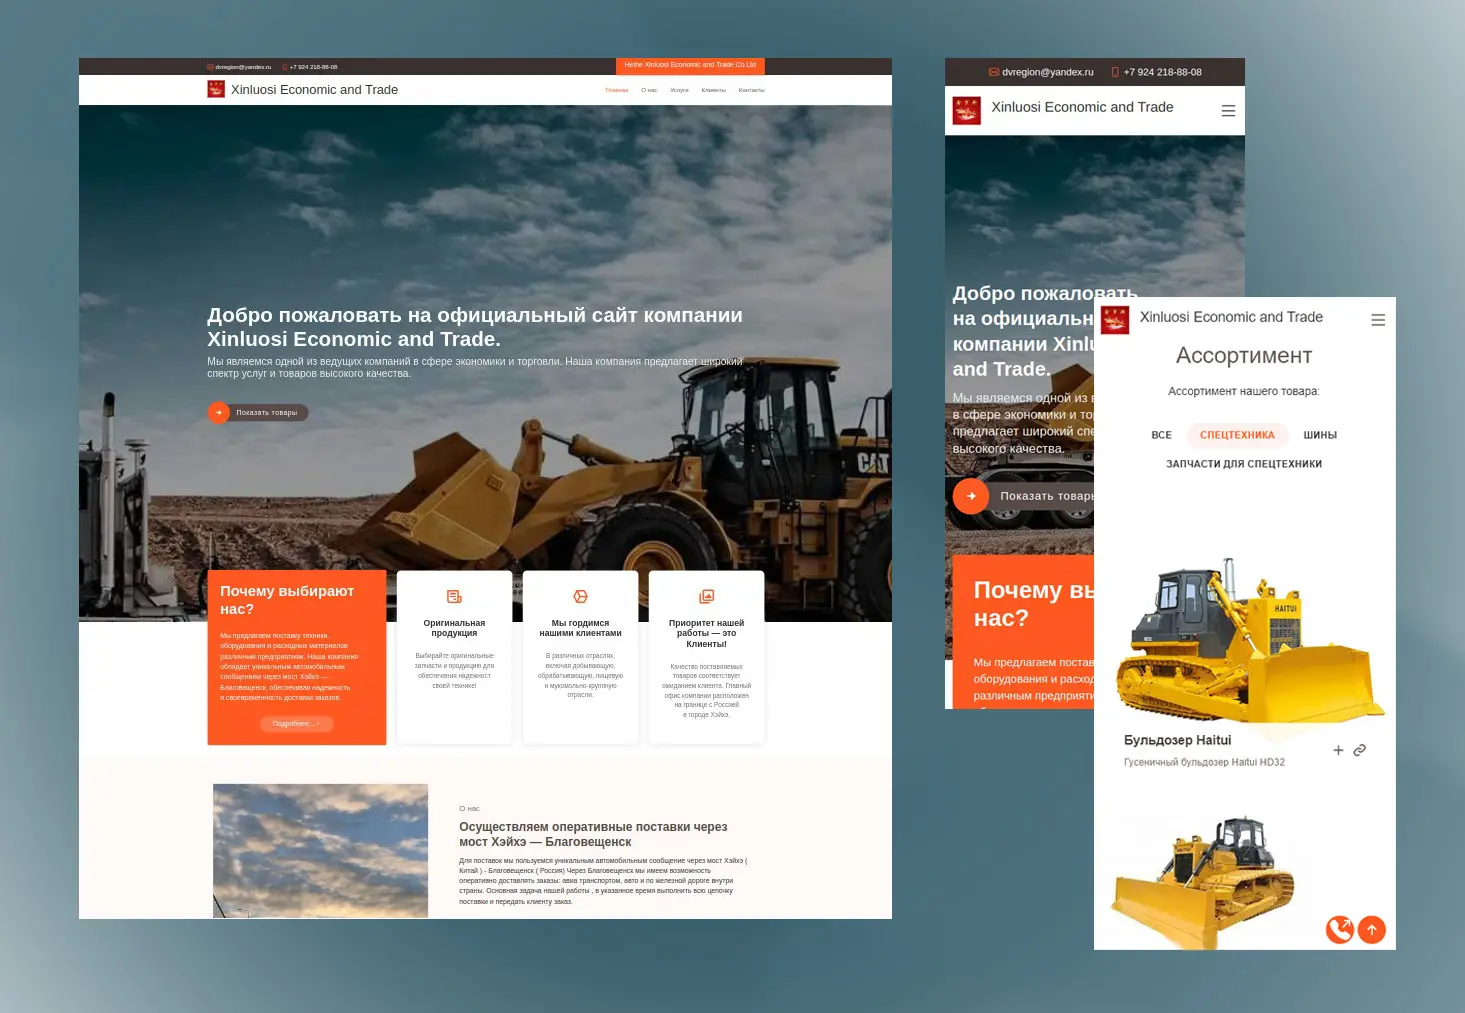 dvregion@yandex.ru
+7 924 218-88-08
Heihe Xinluosi Economic and Trade Co.Ltd
Xinluosi Economic and Trade
Главная
О нас
Услуги
Клиенты
Контакты
Добро пожаловать на официальный сайт компании
Xinluosi Economic and Trade.
Мы являемся одной из ведущих компаний в сфере экономики и торговли. Наша компания предлагает широкий
спектр услуг и товаров высокого качества.
Показать товары
CAT
Почему выбирают
нас?
Мы предлагаем поставку техники,
оборудования и расходных материалов
различным предприятиям. Наша компания
обладает уникальным автомобильным
сообщением через мост Хэйхэ —
Благовещенск, обеспечивая надежность
и своевременность доставки заказов.
Подробнее...
Оригинальная
продукция
Выбирайте оригинальные
запчасти и продукцию для
обеспечения надежност
своей технике!
Мы гордимся
нашими клиентами
В различных отраслях,
включая добывающую,
обрабатывающую, пищевую
и мукомольно-крупяную
отрасли.
Приоритет нашей
работы — это
Клиенты!
Качество поставляемых
товаров соответствует
ожиданием клиента. Главный
офис компании расположен
на границе с Россией
в городе Хэйхэ.
О нас
Осуществляем оперативные поставки через
мост Хэйхэ — Благовещенск
Для поставок мы пользуемся уникальным автомобильным сообщение через мост Хэйхэ (
Китай ) - Благовещенск ( Россия) Через Благовещенск мы имеем возможность
оперативно доставлять заказы: авиа транспортом, авто и по железной дороге внутри
страны. Основная задача нашей работы , в указанное время выполнить всю цепочку
поставки и передать клиенту заказ.
dvregion@yandex.ru
+7 924 218-88-08
Xinluosi Economic and Trade
Добро пожаловать
на официальн
компании Xinlu
and Trade.
Мы являемся одной из в
в сфере экономики и тор
предлагает широкий спе
высокого качества.
Показать товары
Почему вы
нас?
Мы предлагаем постав
оборудования и расход
различным предприяти
Xinluosi Economic and Trade
Ассортимент
Ассортимент нашего товара:
ВСЕ
СПЕЦТЕХНИКА
ШИНЫ
ЗАПЧАСТИ ДЛЯ СПЕЦТЕХНИКИ
HAITUI
Бульдозер Haitui
Гусеничный бульдозер Haitui HD32